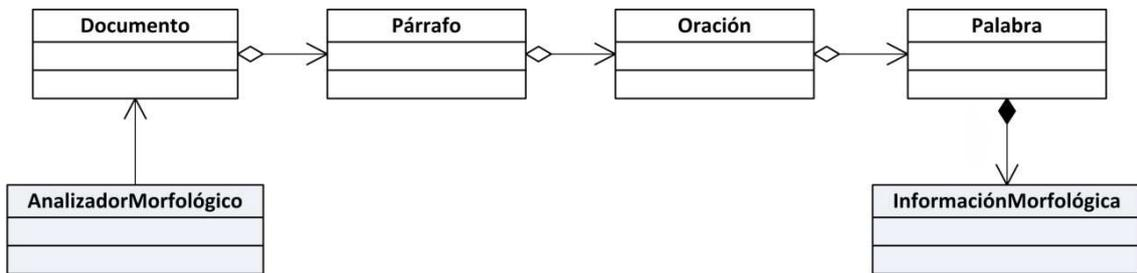 Documento
Párrafo
Oración
Palabra
AnalizadorMorfológico
InformaciónMorfológica